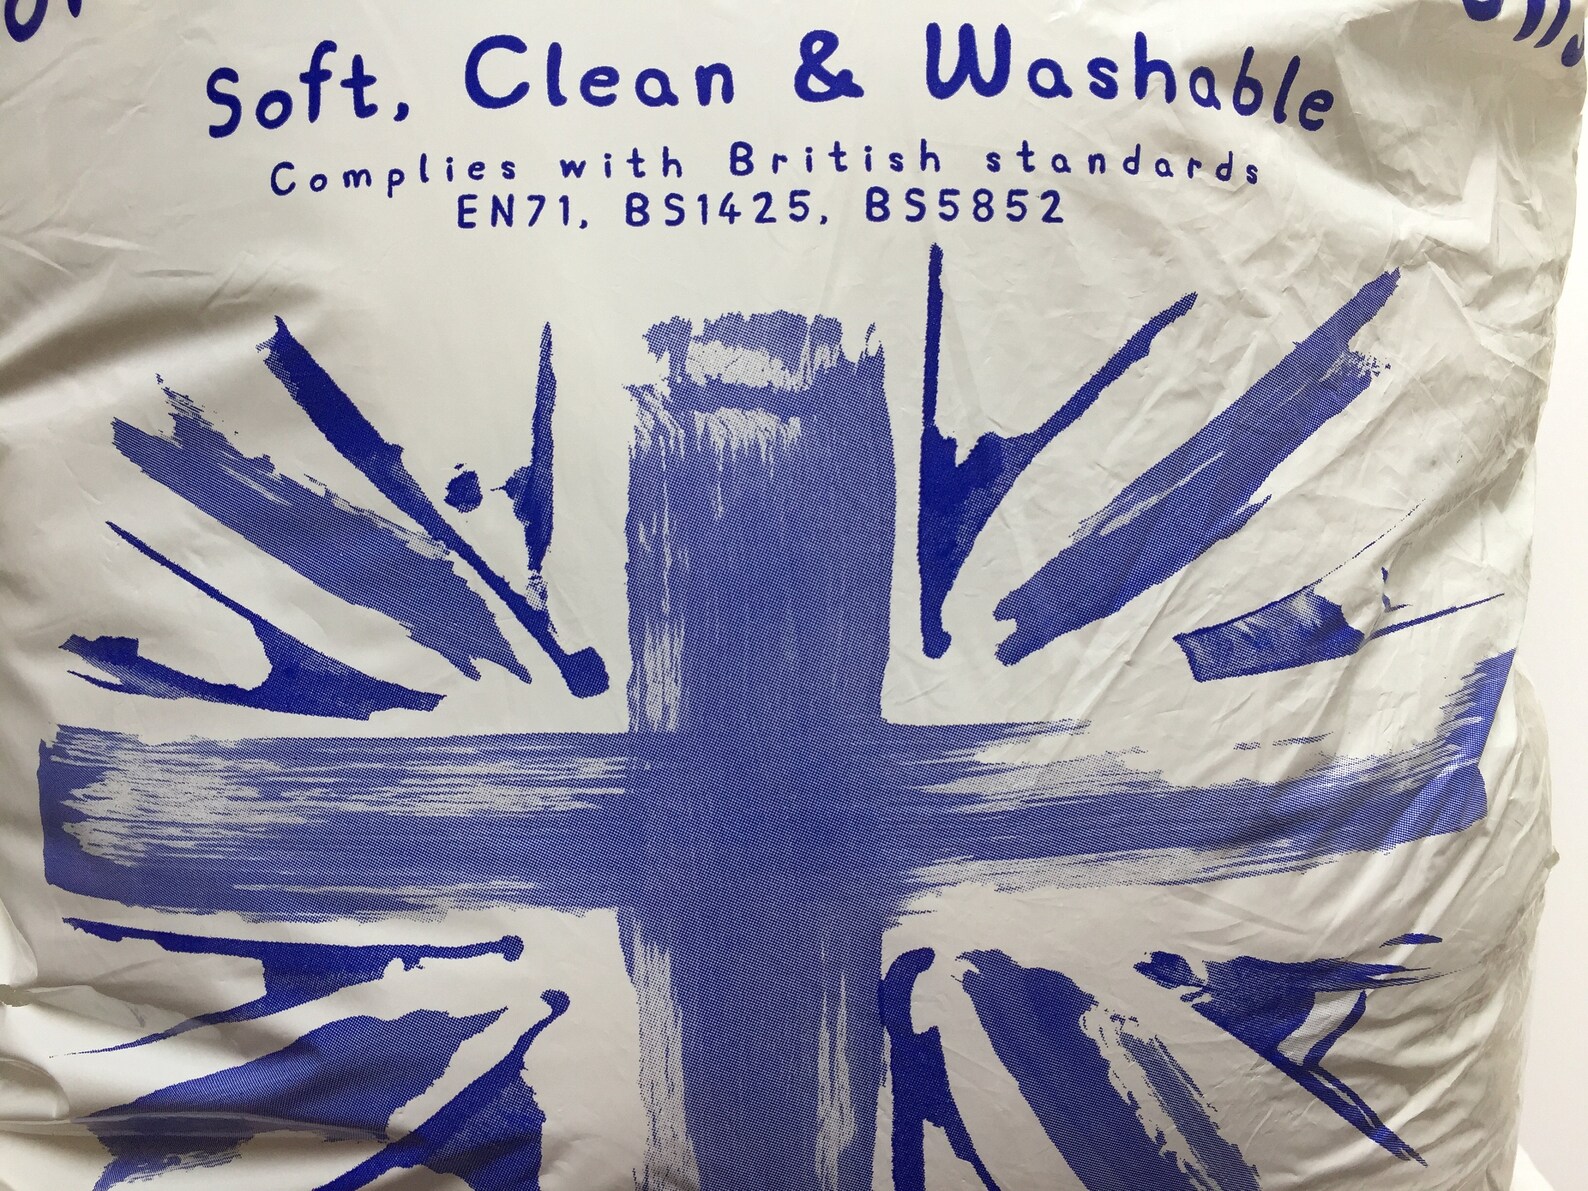 Soft, Clean & Washable
Complies with British standards
EN71, BS1425, BS5852